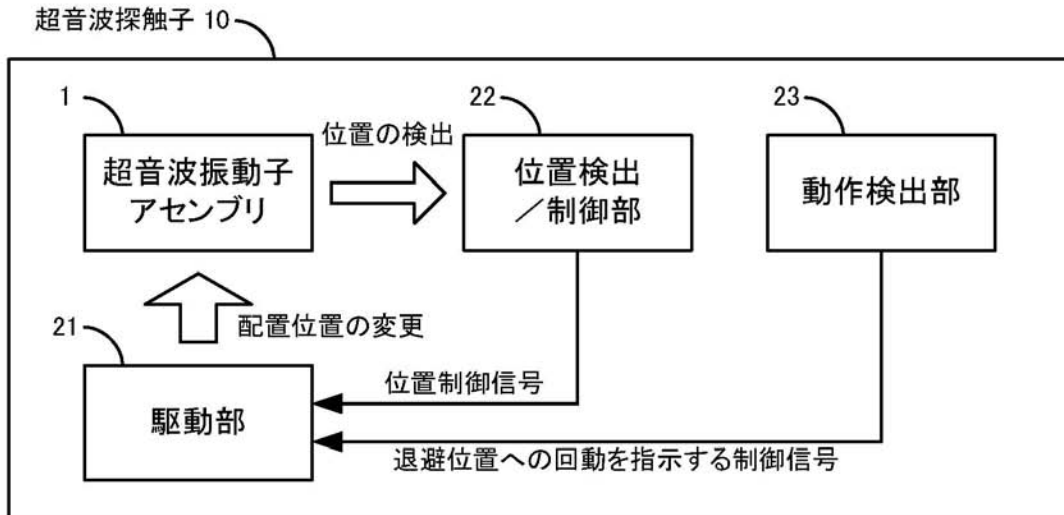 超音波探触子 10
1
22
23
位置の検出
超音波振動子
アセンブリ
位置検出
／制御部
動作検出部
21
配置位置の変更
駆動部
位置制御信号
退避位置への回動を指示する制御信号